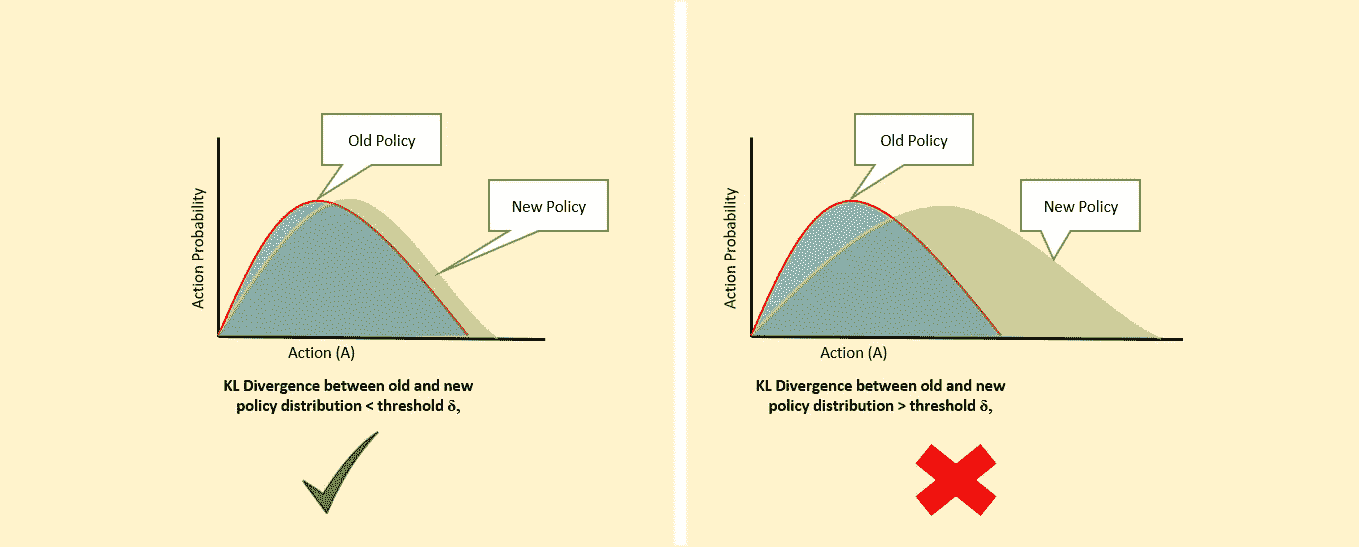 Old Policy
New Policy
Action Probability
Action (A)
KL Divergence between old and new
policy distribution < threshold δ,
Old Policy
New Policy
Action Probability
Action (A)
KL Divergence between old and new
policy distribution > threshold δ,